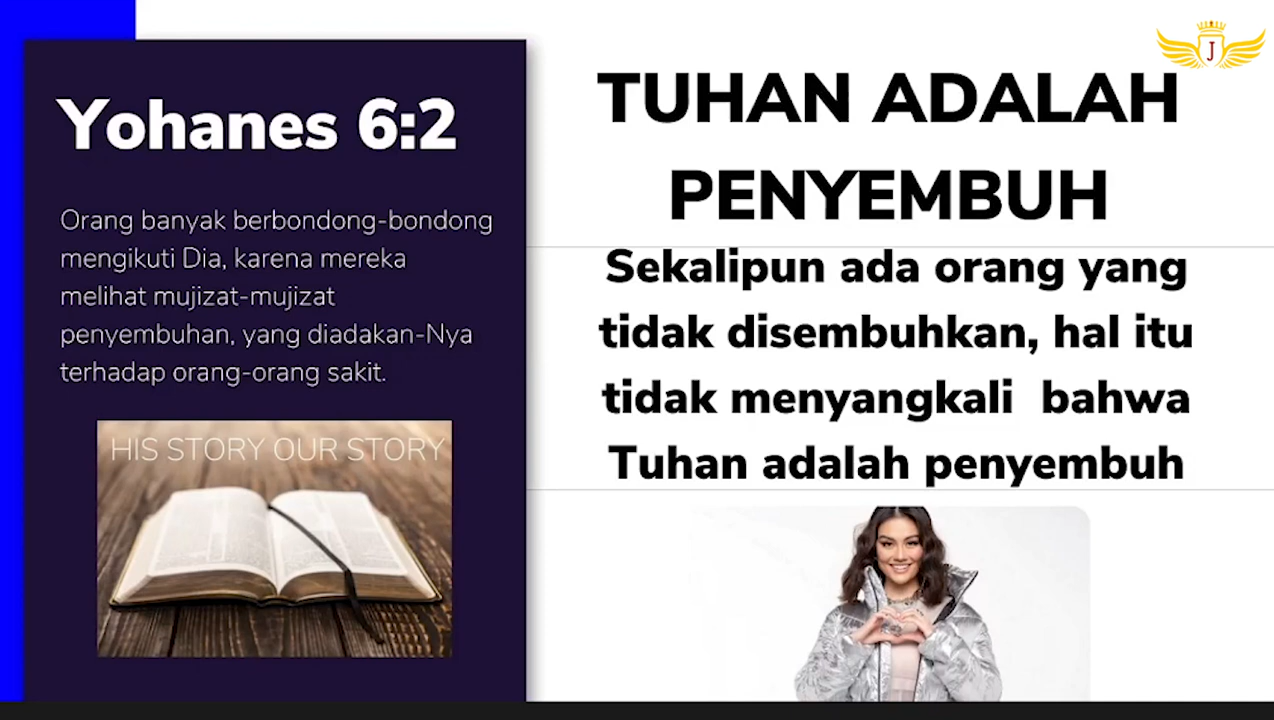 Yohanes 6:2
Orang banyak berbondong-bondong
mengikuti Dia, karena mereka
melihat mujizat-mujizat
penyembuhan, yang diadakan-Nya
terhadap orang-orang sakit.
HIS STORY OUR STORY
J
TUHAN ADALAH
PENYEMBUH
Sekalipun ada orang yang
tidak disembuhkan, hal itu
tidak menyangkali bahwa
Tuhan adalah penyembuh